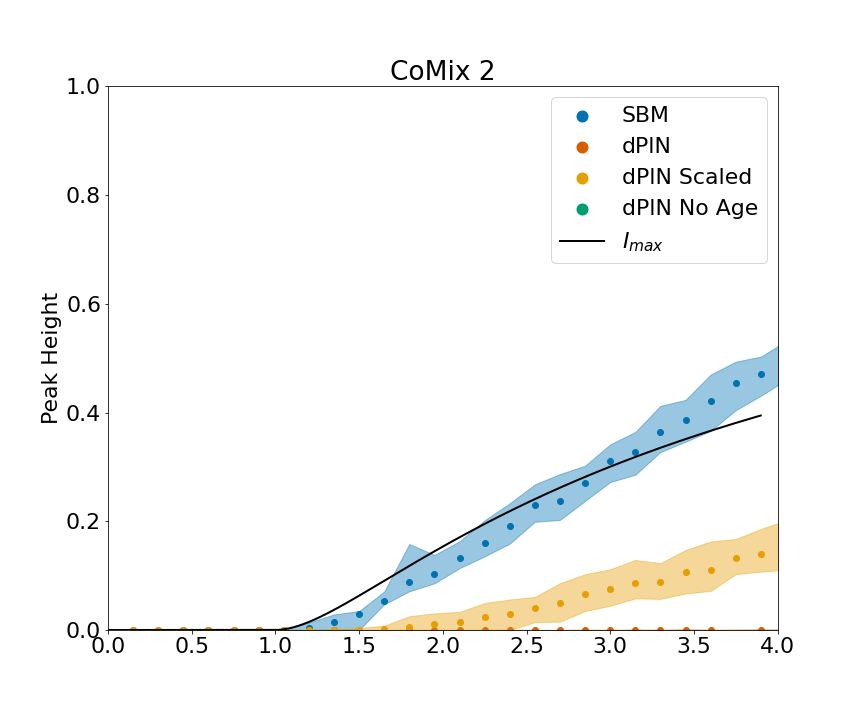 CoMix 2
Peak Height
1.0
0.8
0.6
0.4
0.2
0.0
0.0 0.5 1.0 1.5 2.0 2.5 3.0 3.5 4.0
SBM
dPIN
dPIN Scaled
dPIN No Age
I_max